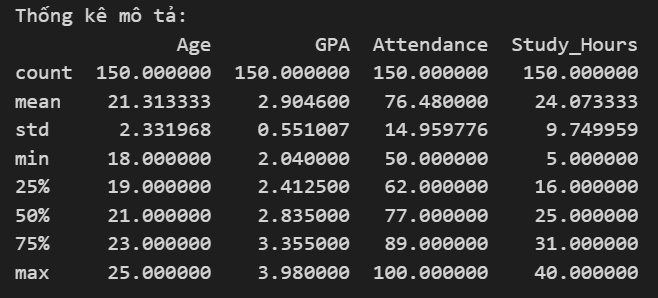 Thống kê mô tả:
Age GPA Attendance Study_Hours
count 150.000000 150.000000 150.000000 150.000000
mean 21.313333 2.904600 76.480000 24.073333
std 2.331968 0.551007 14.959776 9.749959
min 18.000000 2.040000 50.000000 5.000000
25% 19.000000 2.412500 62.000000 16.000000
50% 21.000000 2.835000 77.000000 25.000000
75% 23.000000 3.355000 89.000000 31.000000
max 25.000000 3.980000 100.000000 40.000000